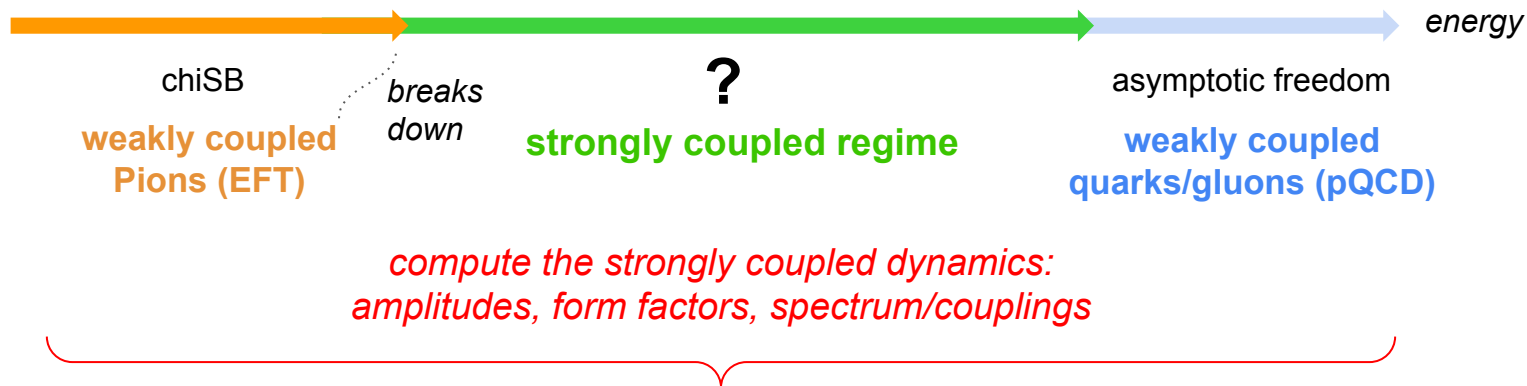 energy
chiSB
breaks
down
?
asymptotic freedom
weakly coupled
Pions (EFT)
strongly coupled regime
weakly coupled
quarks/gluons (pQCD)
compute the strongly coupled dynamics:
amplitudes, form factors, spectrum/couplings